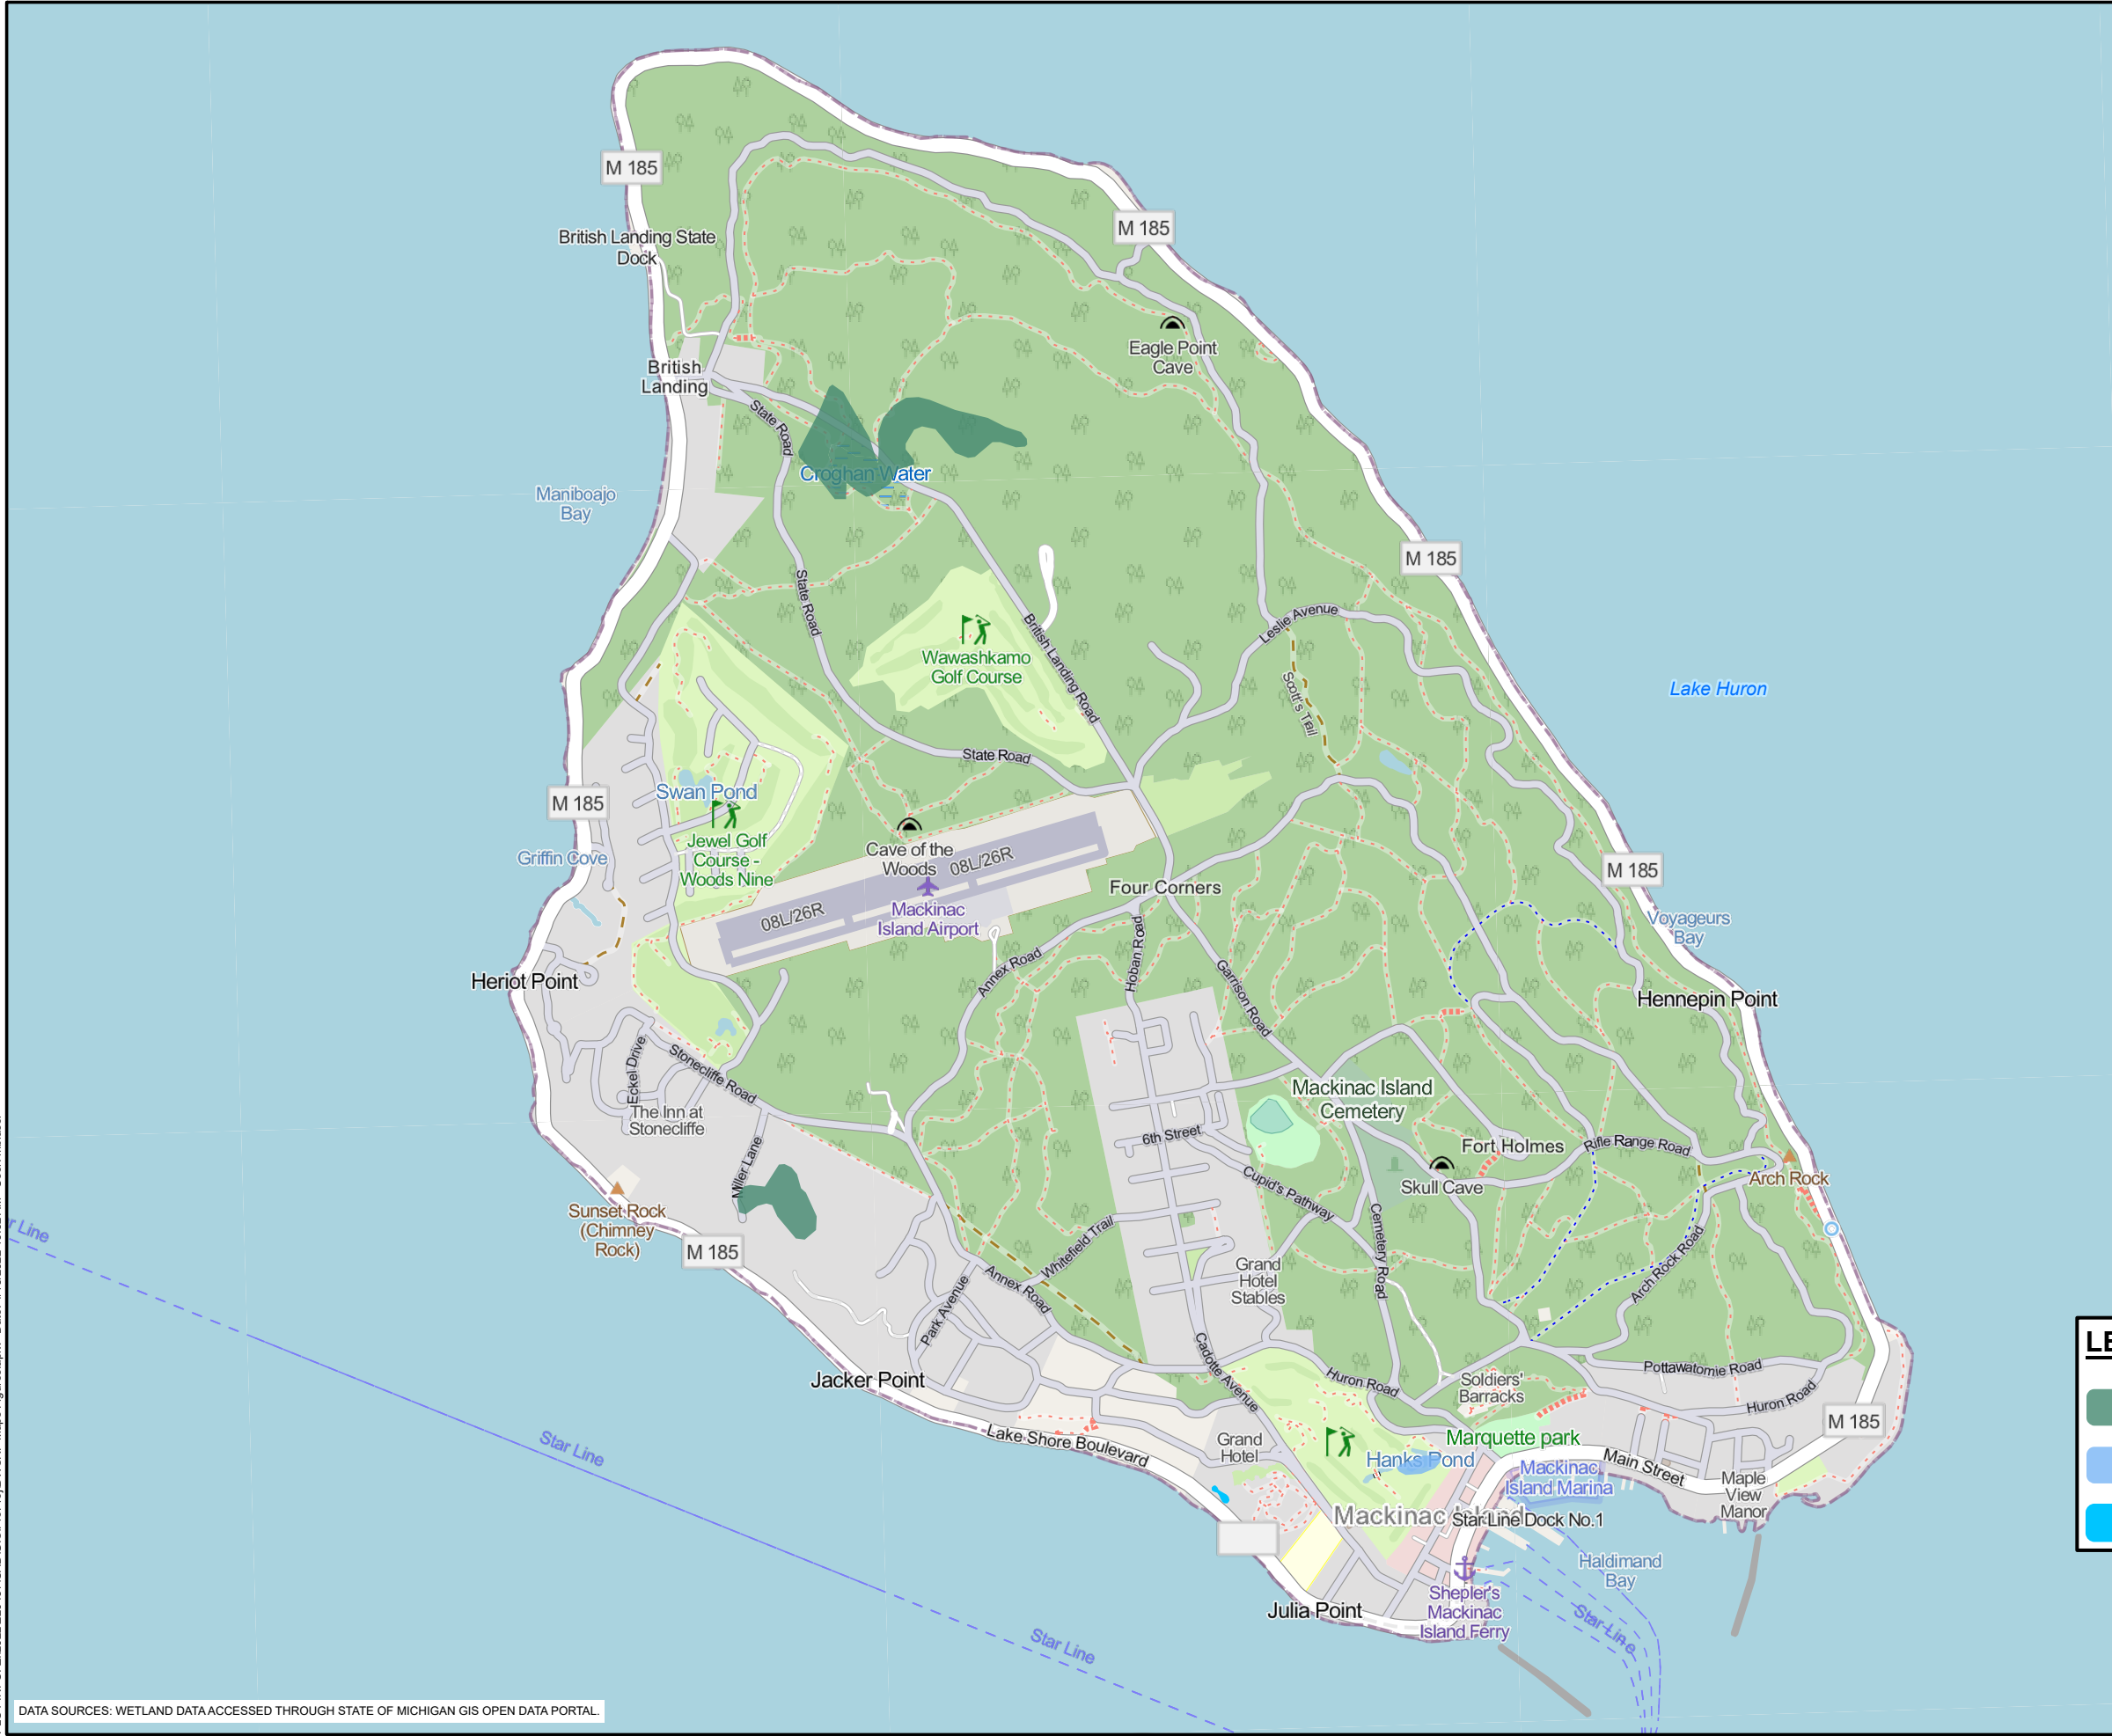 M 185
British Landing State
Dock
M 185
Eagle Point
Cave
British
Landing
State Road
Croghan Water
Maniboajo
Bay
M 185
State Road
Leslie Avenue
British Landing Road
Wawashkamo
Golf Course
Scott's Trail
Lake Huron
State Road
Swan Pond
M 185
Jewel Golf
Course -
Woods Nine
Griffin Cove
Cave of the
Woods
08L/26R
08L/26R
Mackinac
Island Airport
Four Corners
M 185
Voyageurs
Bay
Hoban Road
Annex Road
Garrison Road
Heriot Point
Hennepin Point
Eckel Drive
Stonecliffe Road
The Inn at
Stonecliffe
Mackinac Island
Cemetery
6th Street
Fort Holmes
Rifle Range Road
Miller Lane
Cupid's Pathway
Skull Cave
Arch Rock
Sunset Rock
(Chimney
Rock)
r Line
M 185
Whitefield Trail
Cemetery Road
Grand
Hotel
Stables
Arch Rock Road
Annex Road
Park Avenue
Jacker Point
Cadotte Avenue
Huron Road
Soldiers'
Barracks
Pottawatomie Road
Huron Road
M 185
LE
Star Line
Lake Shore Boulevard
Grand
Hotel
Marquette park
Hanks Pond
Main Street
Mackinac
Island Marina
Maple
View
Manor
Mackinac Island
Star Line Dock No.1
Haldimand
Bay
Shepler's
Mackinac
Island Ferry
Julia Point
Star Line
Star Line
DATA SOURCES: WETLAND DATA ACCESSED THROUGH STATE OF MICHIGAN GIS OPEN DATA PORTAL.